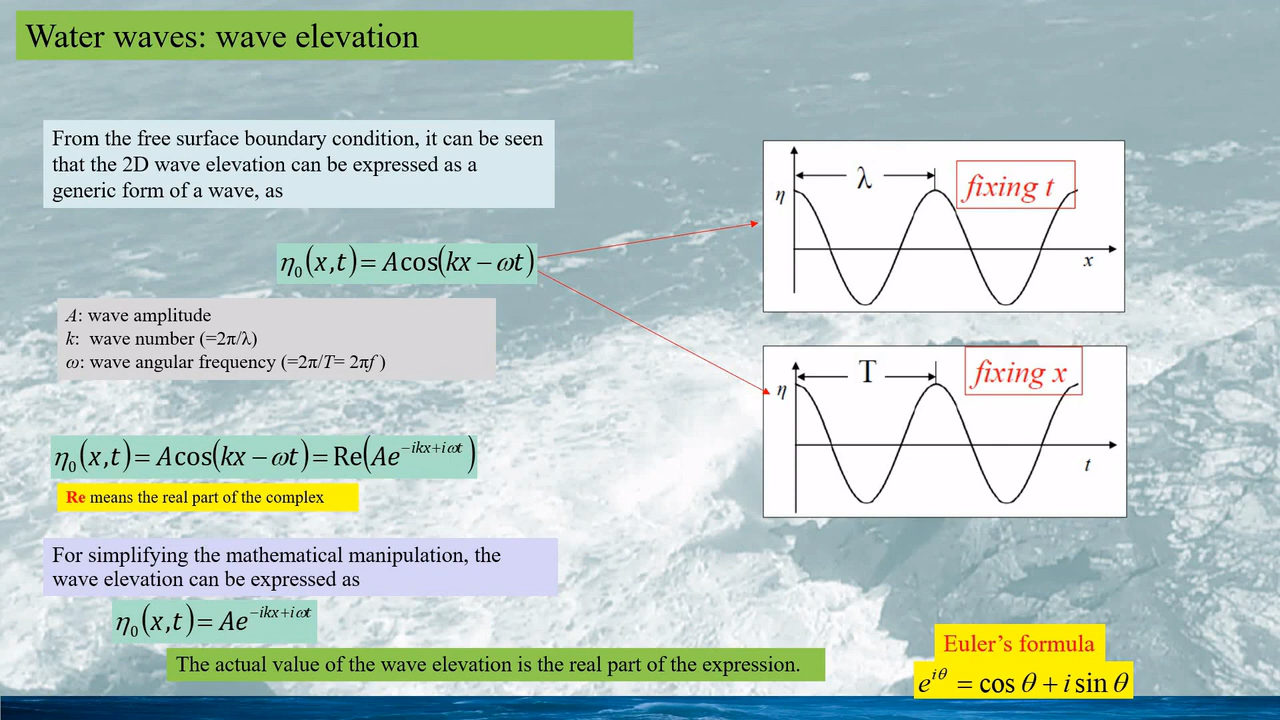 Water waves: wave elevation
From the free surface boundary condition, it can be seen
that the 2D wave elevation can be expressed as a
generic form of a wave, as
η₀(x,t) = A cos(kx − ωt)
A: wave amplitude
k: wave number (=2π/λ)
ω: wave angular frequency (=2π/T= 2πf )
η₀(x,t) = A cos(kx − ωt) = Re(Ae^{−ikx+iωt})
Re means the real part of the complex
For simplifying the mathematical manipulation, the
wave elevation can be expressed as
η₀(x,t) = Ae^{−ikx+iωt}
The actual value of the wave elevation is the real part of the expression.
λ
fixing t
η
x
T
fixing x
η
t
Euler’s formula
e^{iθ} = cos θ + i sin θ